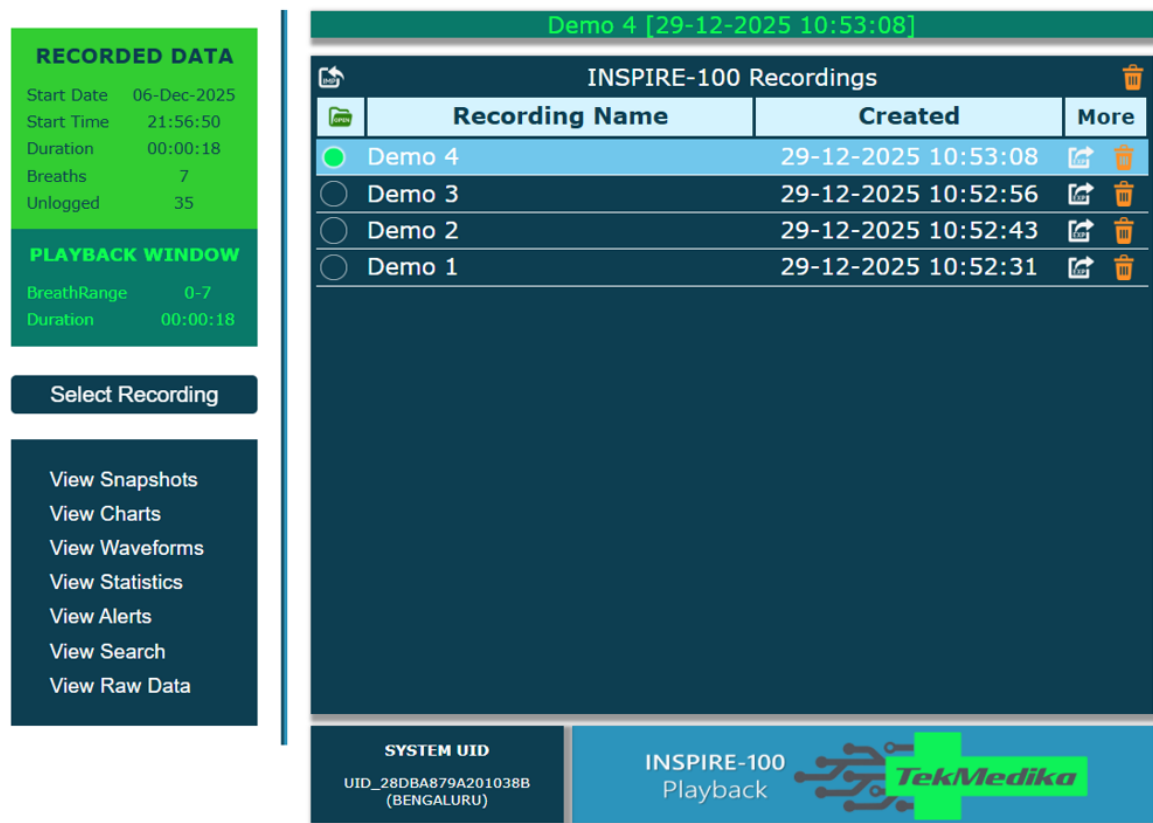 RECORDED DATA
Start Date 06-Dec-2025
Start Time 21:56:50
Duration 00:00:18
Breaths 7
Unlogged 35
PLAYBACK WINDOW
BreathRange 0-7
Duration 00:00:18
Select Recording
View Snapshots
View Charts
View Waveforms
View Statistics
View Alerts
View Search
View Raw Data
Demo 4 [29-12-2025 10:53:08]
INSPIRE-100 Recordings
OPEN Recording Name Created More
Demo 4 29-12-2025 10:53:08
Demo 3 29-12-2025 10:52:56
Demo 2 29-12-2025 10:52:43
Demo 1 29-12-2025 10:52:31
SYSTEM UID
UID_28DBA879A201038B
(BENGALURU)
INSPIRE-100
Playback
TekMedika